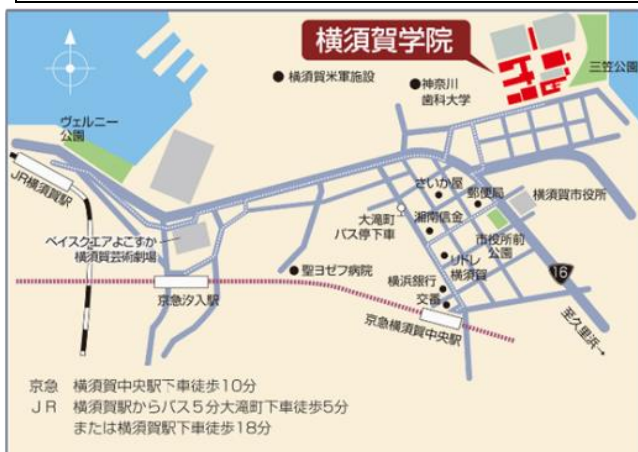 横須賀学院
三笠公園
横須賀米軍施設
神奈川
歯科大学
ヴェルニー
公園
JR横須賀駅
さいか屋
郵便局
横須賀市役所
大滝町
バス停下車
湘南信金
市役所前
公園
ベイスクエアよこすか
横須賀芸術劇場
リドレ
横須賀
聖ヨゼフ病院
16
横浜銀行
京急汐入駅
交番
京急横須賀中央駅
至久里浜→
京急 横須賀中央駅下車徒歩10分
JR 横須賀駅からバス5分大滝町下車徒歩5分
または横須賀駅下車徒歩18分